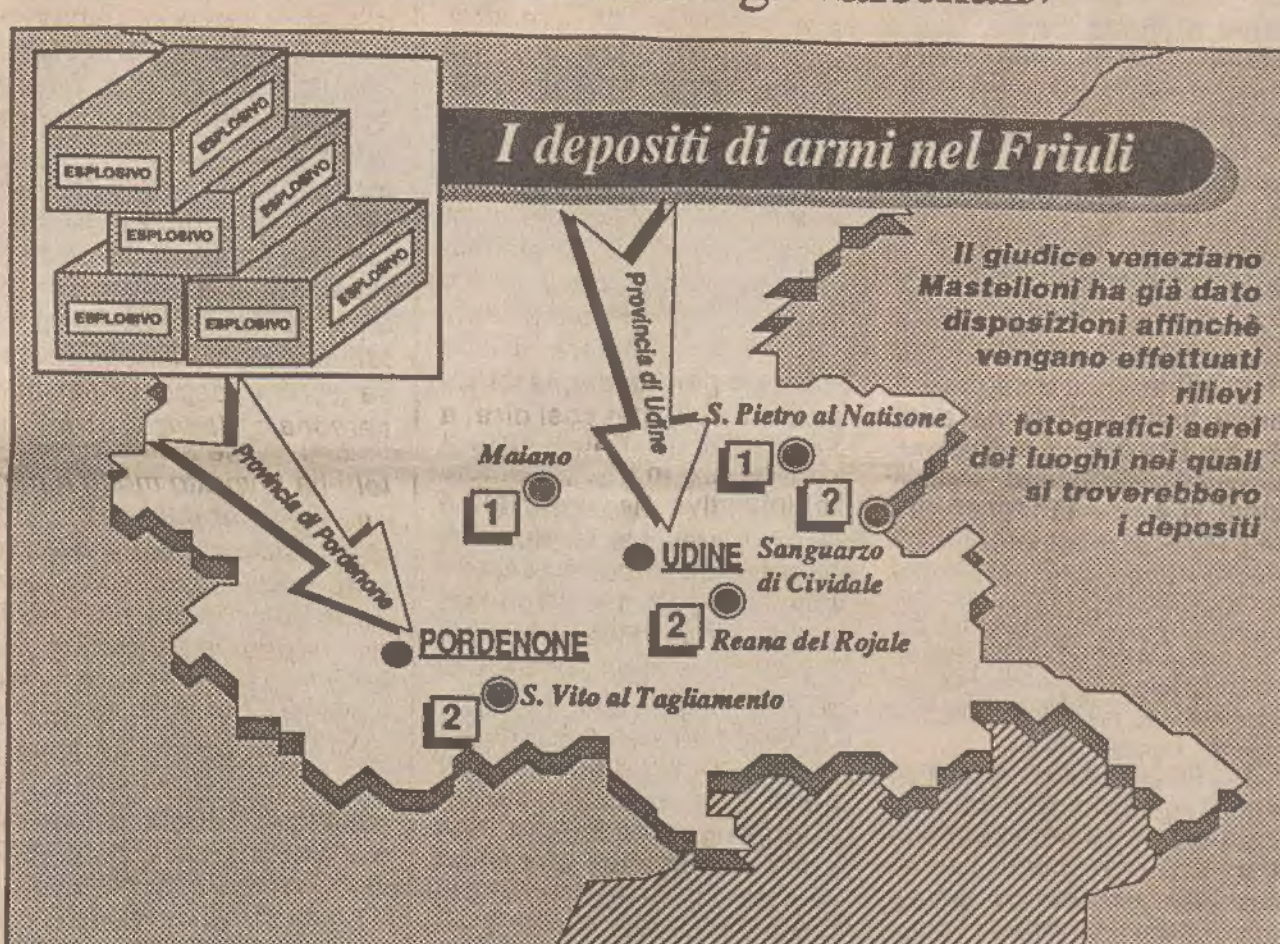 I depositi di armi nel Friuli
ESPLOSIVO
ESPLOSIVO
ESPLOSIVO
ESPLOSIVO
ESPLOSIVO
ESPLOSIVO
ESPLOSIVO
ESPLOSIVO
Il giudice veneziano
Mastelloni ha già dato
disposizioni affinchè
vengano effettuati
rilievi
fotografici aerei
dei luoghi nei quali
si troverebbero
i depositi
Provincia di Udine
Provincia di Pordenone
S. Pietro al Natisone
1
Maiano
1
?
Sanguarzo
di Cividale
UDINE
2
Reana del Rojale
PORDENONE
2
S. Vito al Tagliamento